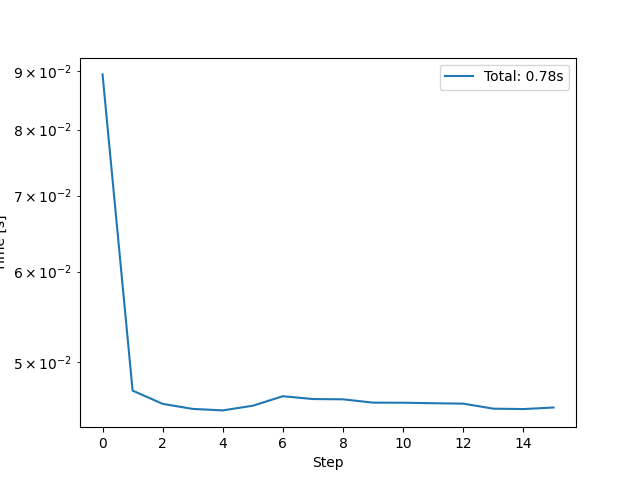 Total: 0.78s
9 × 10⁻²
8 × 10⁻²
7 × 10⁻²
6 × 10⁻²
5 × 10⁻²
[s]
0 2 4 6 8 10 12 14
Step